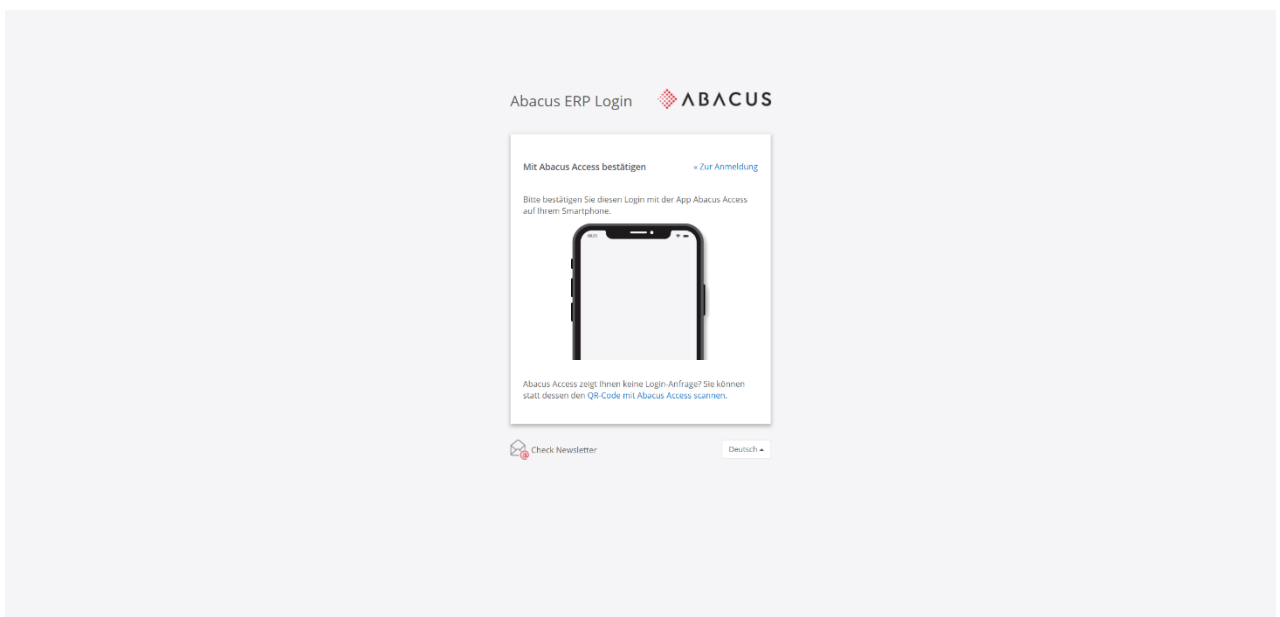 Abacus ERP Login
ABACUS
Mit Abacus Access bestätigen
« Zur Anmeldung
Bitte bestätigen Sie diesen Login mit der App Abacus Access
auf Ihrem Smartphone.
Abacus Access zeigt Ihnen keine Login-Anfrage? Sie können
statt dessen den QR-Code mit Abacus Access scannen.
Check Newsletter
Deutsch